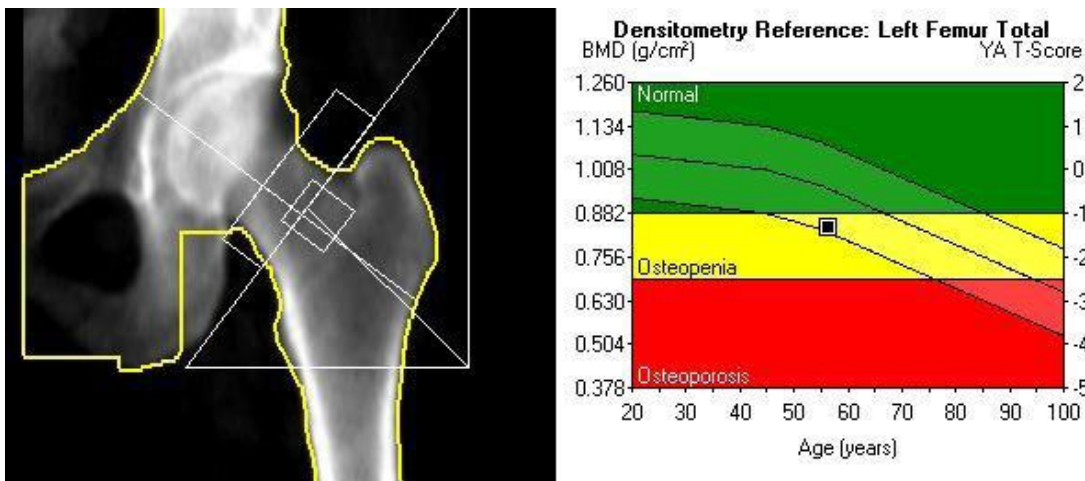 Densitometry Reference: Left Femur Total
BMD (g/cm²) YA T-Score
1.260 2
Normal
1.134 1
1.008 0
0.882 -1
0.756 -2
Osteopenia
0.630 -3
0.504 -4
Osteoporosis
0.378 -5
20 30 40 50 60 70 80 90 100
Age (years)